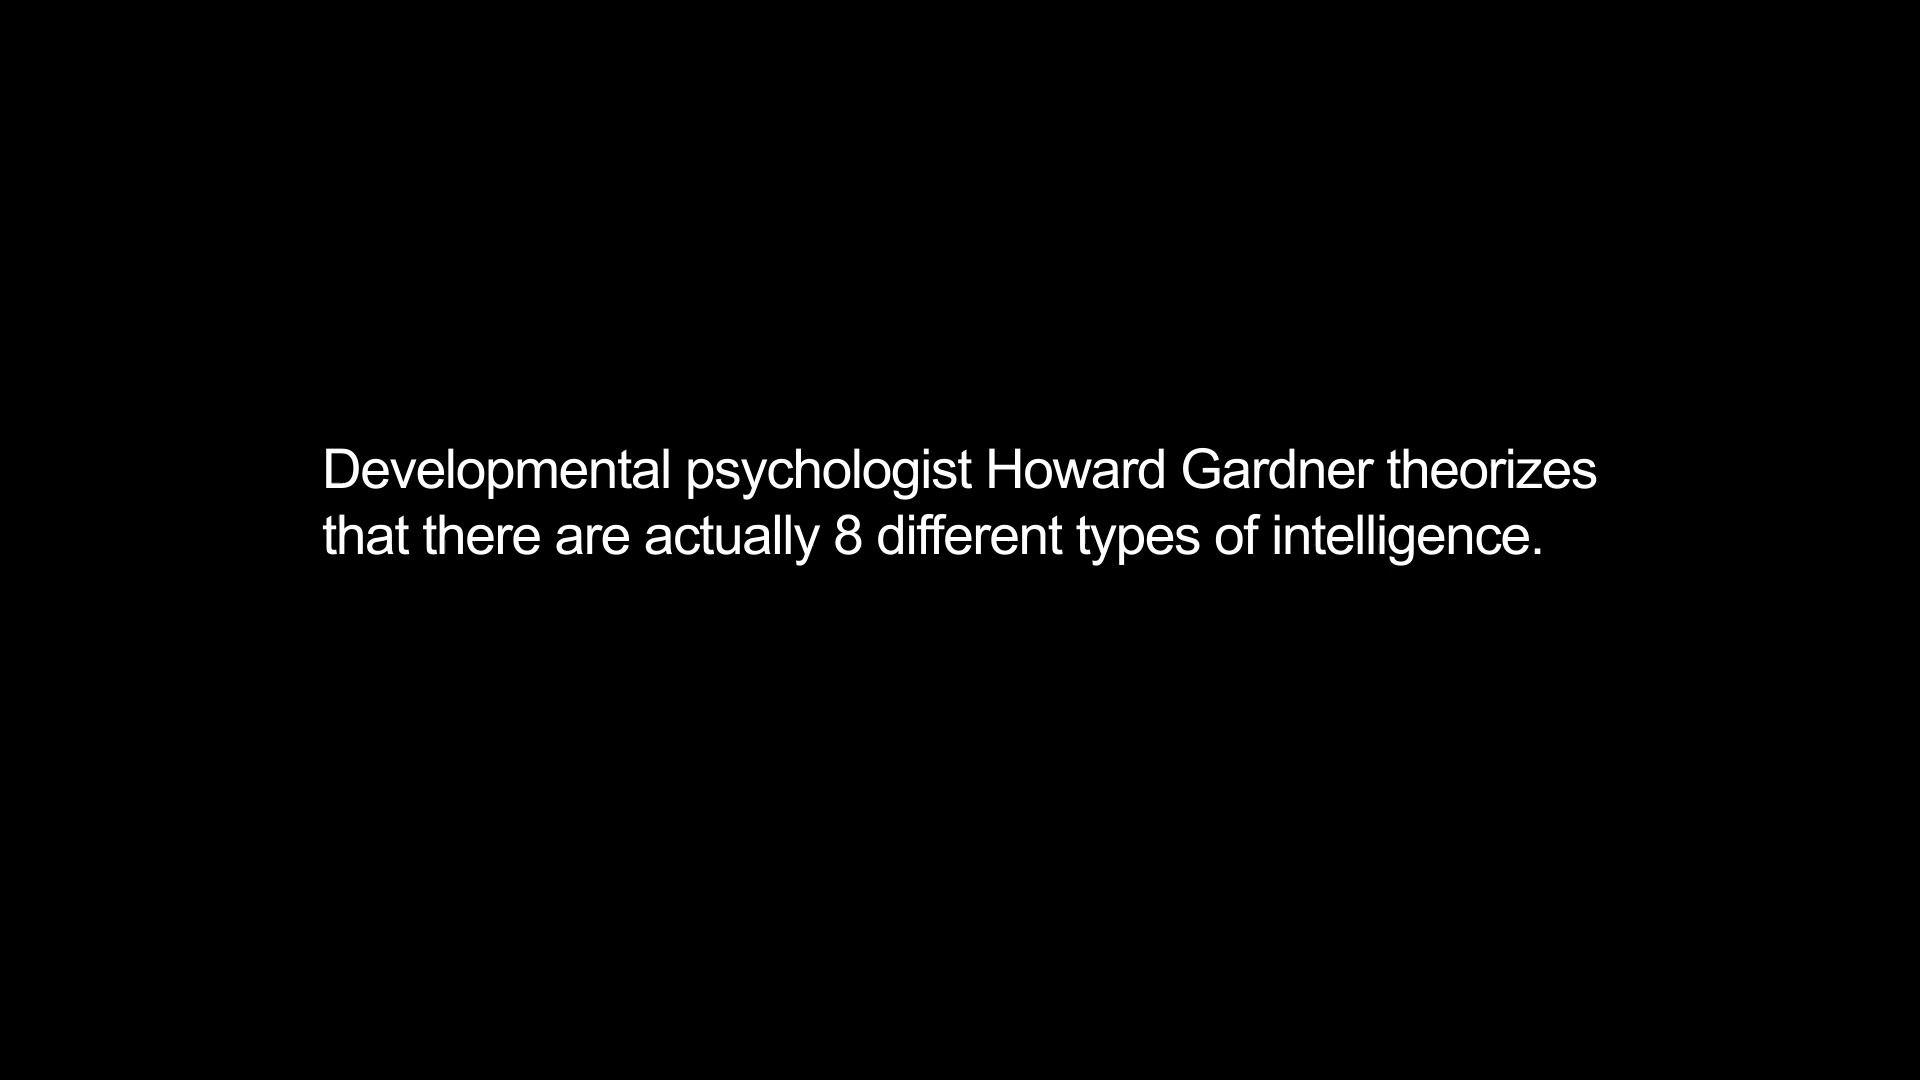 Developmental psychologist Howard Gardner theorizes
that there are actually 8 different types of intelligence.